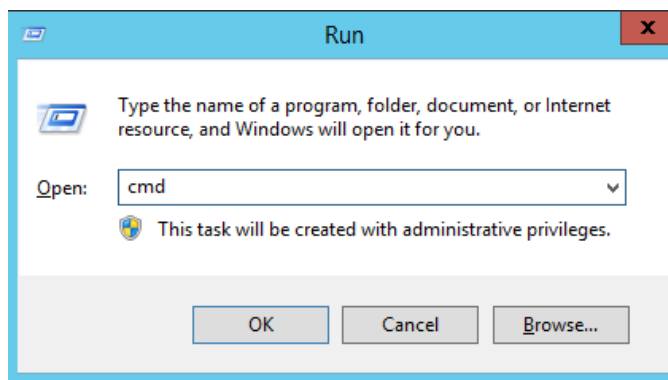 Run
x
Type the name of a program, folder, document, or Internet
resource, and Windows will open it for you.
Open:
cmd
This task will be created with administrative privileges.
OK
Cancel
Browse...